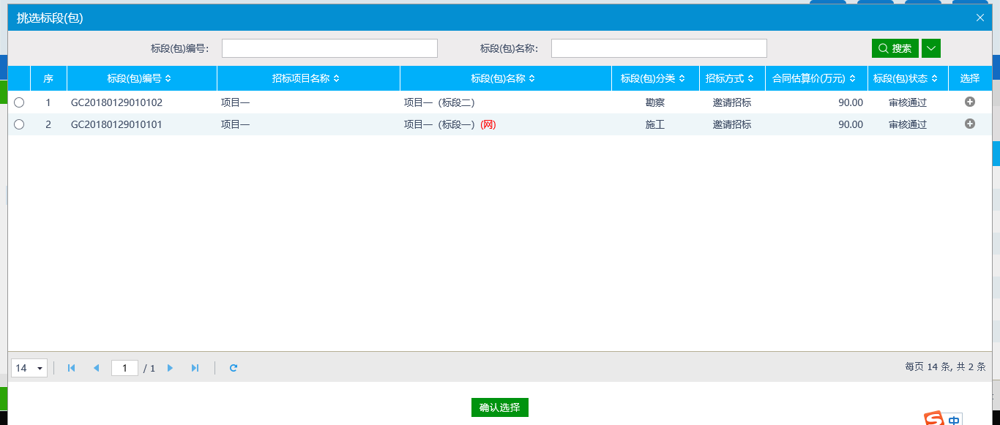 挑选标段(包)
标段(包)编号: 标段(包)名称: 搜索
序 标段(包)编号 招标项目名称 标段(包)名称 标段(包)分类 招标方式 合同估算价(万元) 标段(包)状态 选择
1 GC20180129010102 项目一 项目一（标段二） 勘察 邀请招标 90.00 审核通过
2 GC20180129010101 项目一 项目一（标段一）(网) 施工 邀请招标 90.00 审核通过
14 1 / 1 每页 14 条, 共 2 条
确认选择
S 中